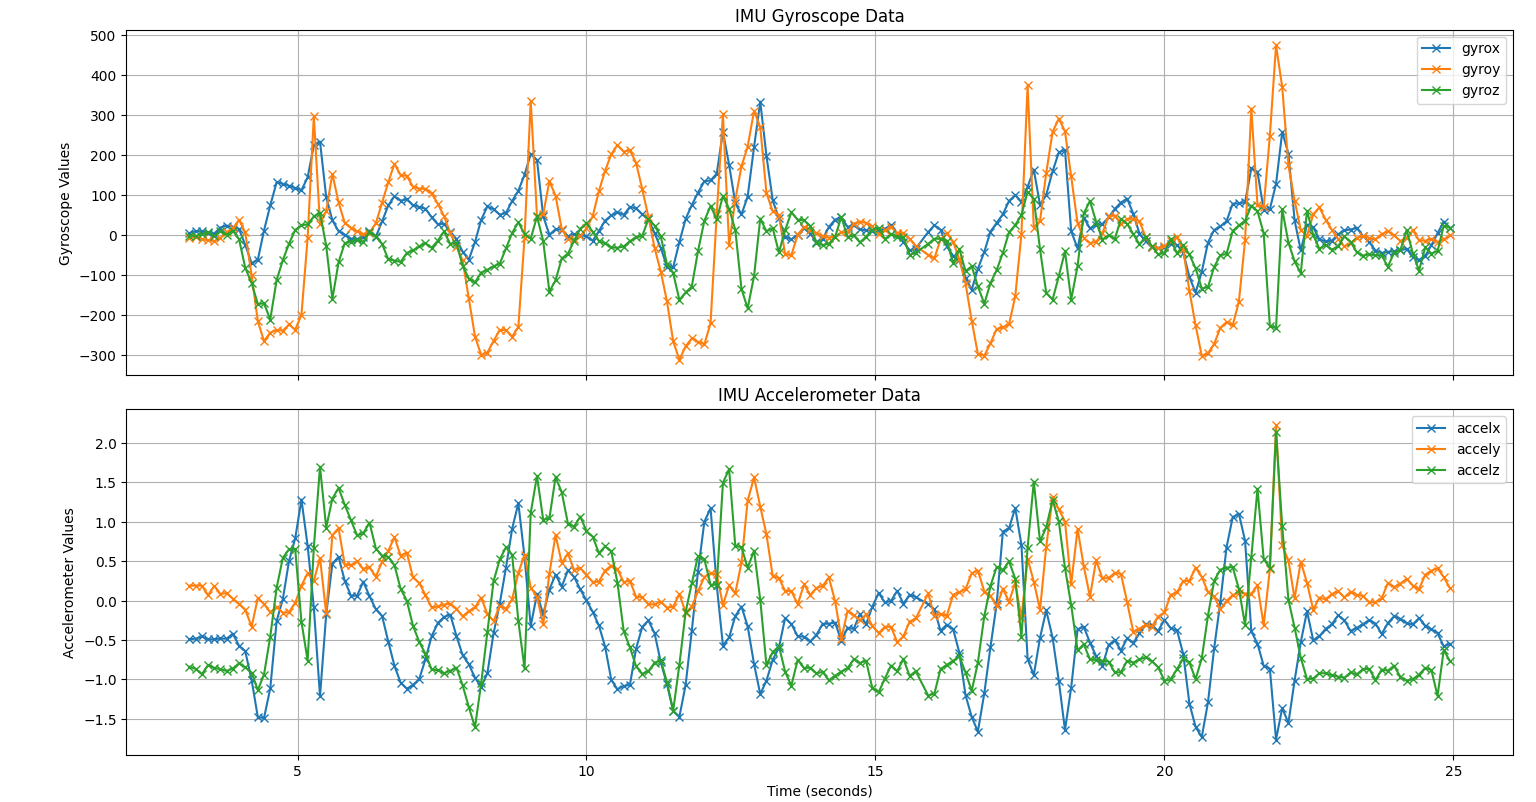 IMU Gyroscope Data
Gyroscope Values
500
400
300
200
100
0
−100
−200
−300
gyrox
gyroy
gyroz
IMU Accelerometer Data
Accelerometer Values
2.0
1.5
1.0
0.5
0.0
−0.5
−1.0
−1.5
accelx
accely
accelz
5
10
15
20
25
Time (seconds)